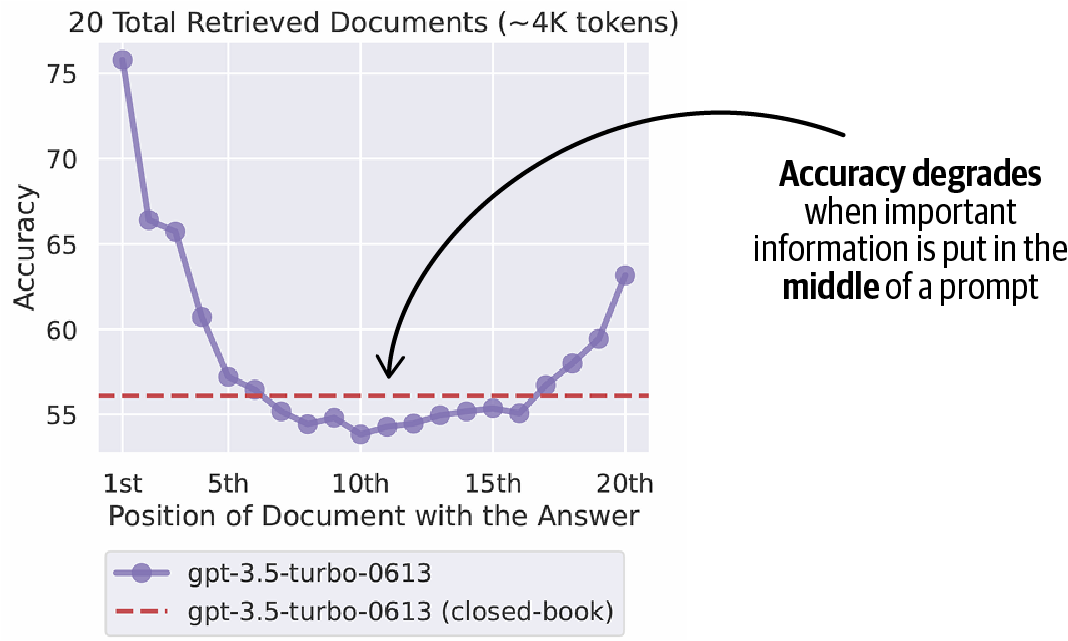 20 Total Retrieved Documents (~4K tokens)
75
70
65
60
55
Accuracy
1st 5th 10th 15th 20th
Position of Document with the Answer
gpt-3.5-turbo-0613
gpt-3.5-turbo-0613 (closed-book)
Accuracy degrades
when important
information is put in the
middle of a prompt